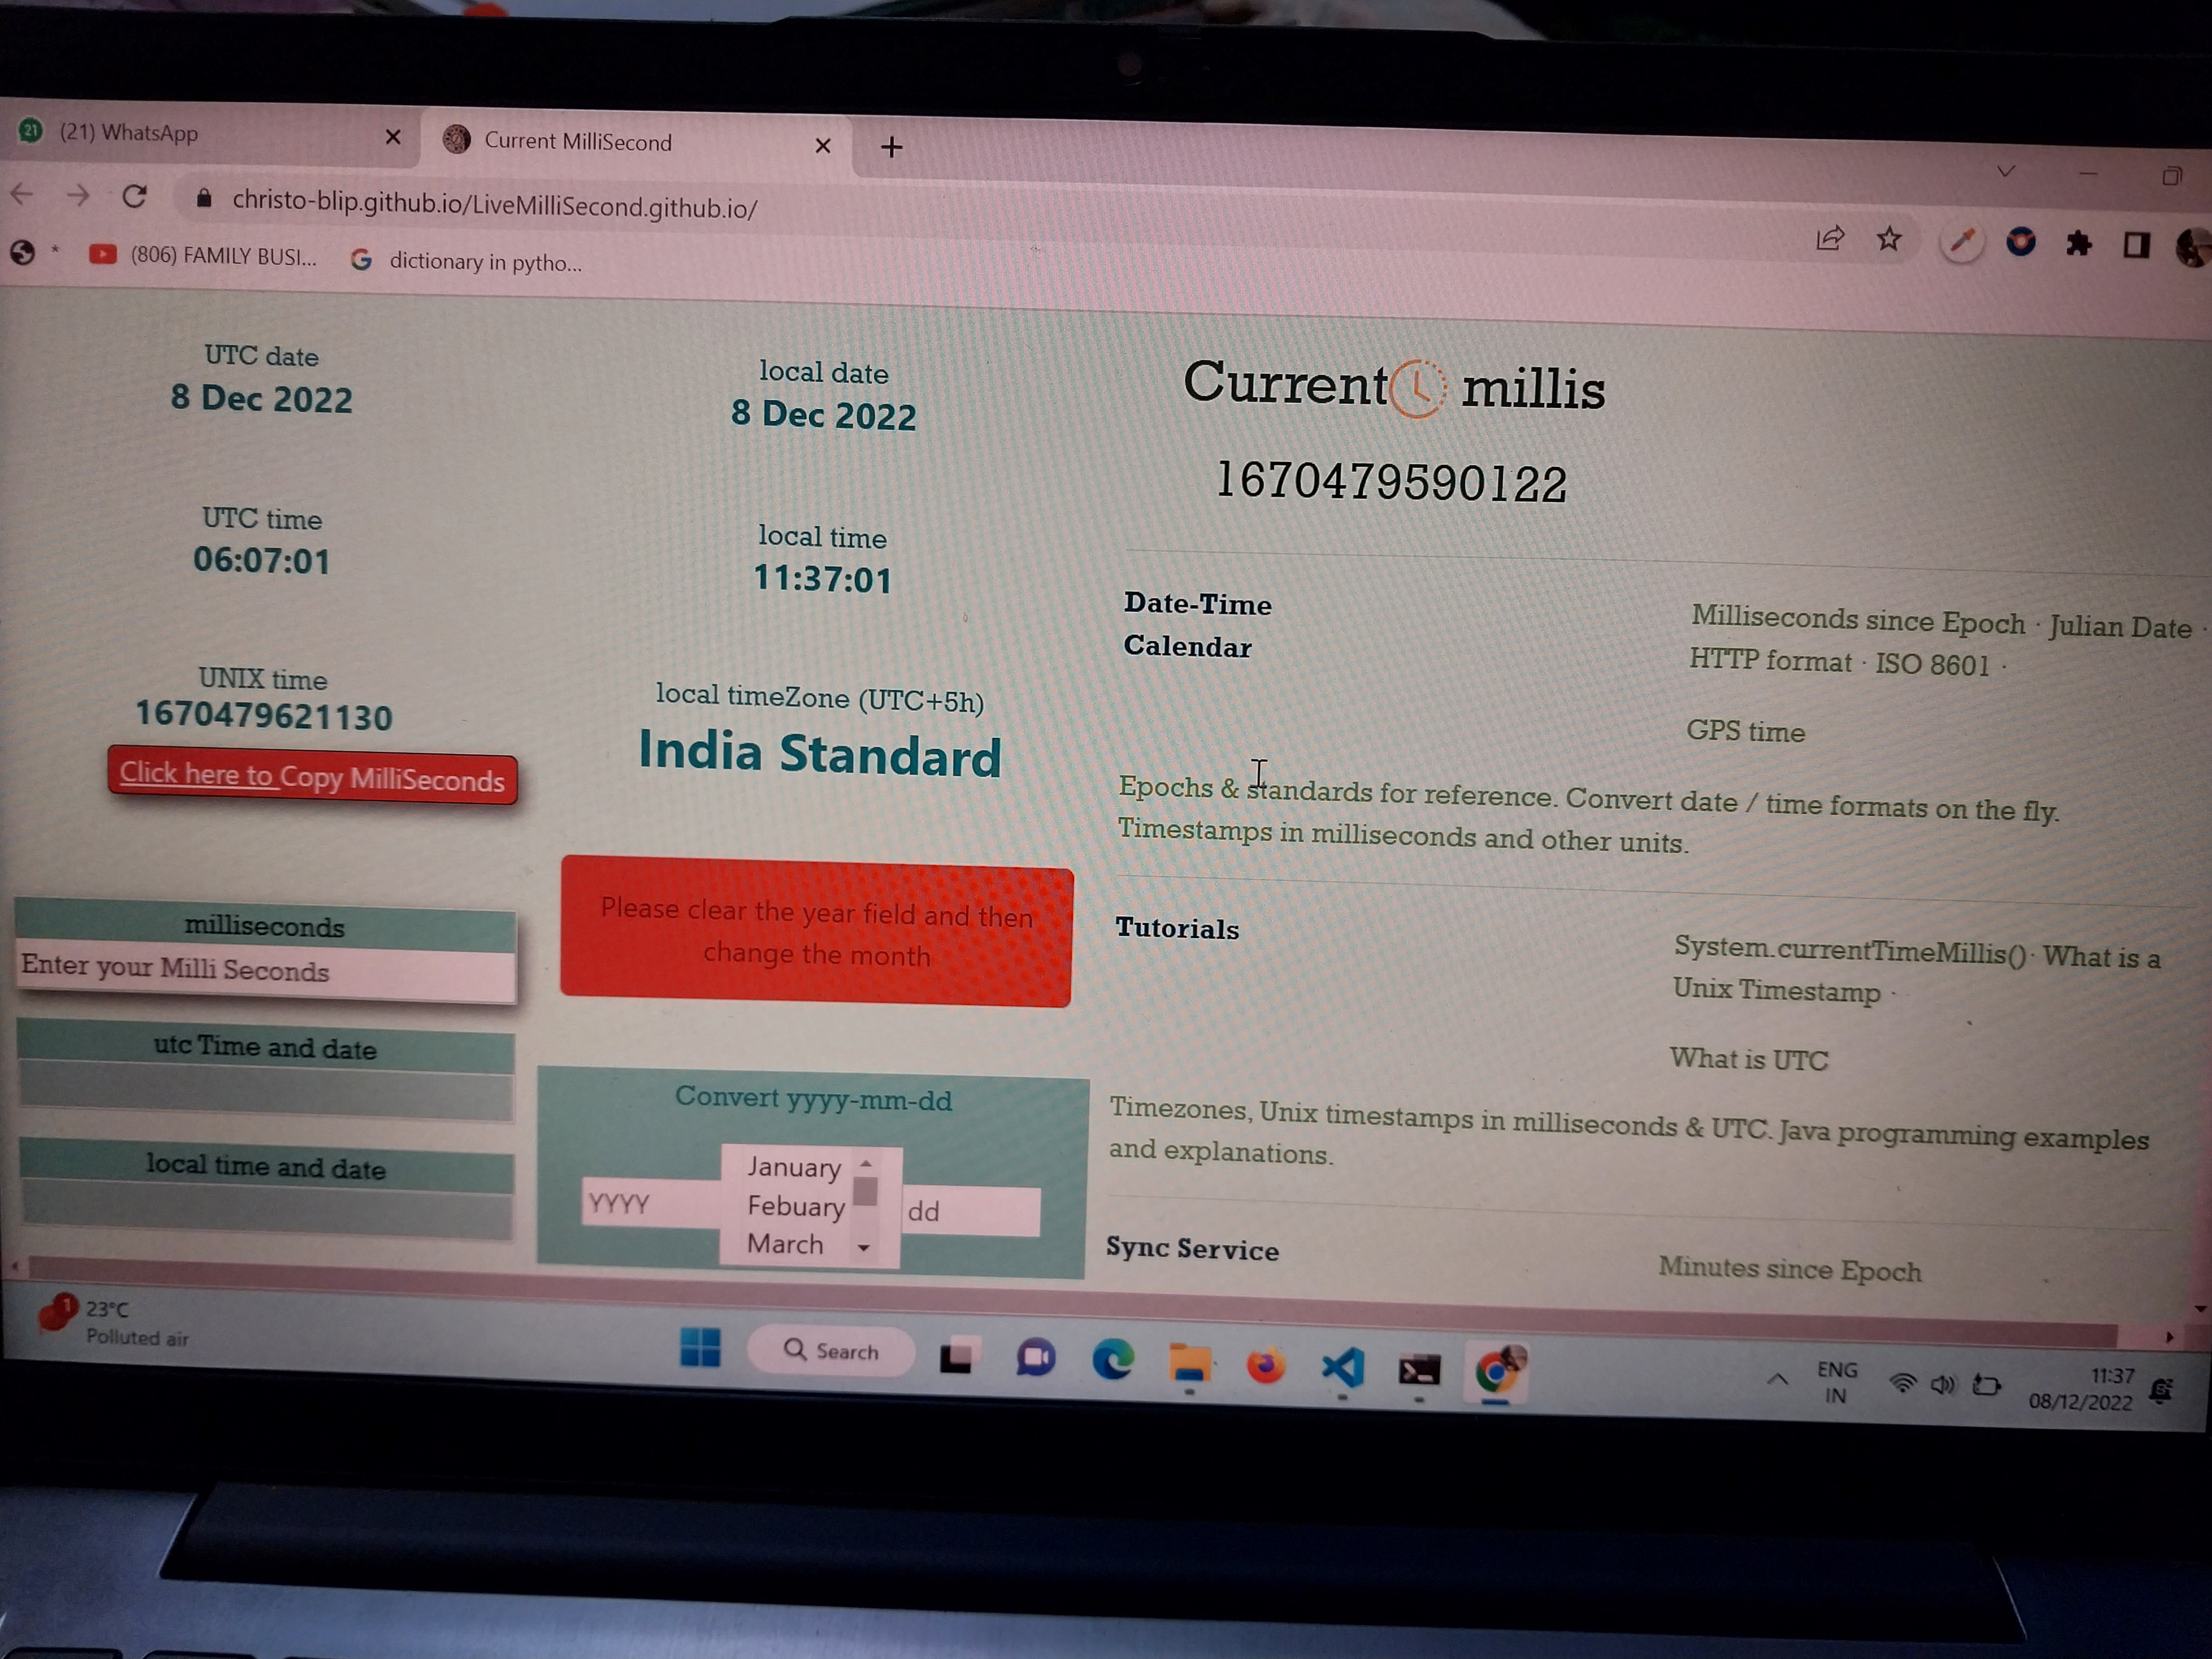 21 (21) WhatsApp
Current MilliSecond
christo-blip.github.io/LiveMilliSecond.github.io/
(806) FAMILY BUSI...
dictionary in pytho...
UTC date
8 Dec 2022
UTC time
06:07:01
UNIX time
1670479621130
Click here to Copy MilliSeconds
milliseconds
Enter your Milli Seconds
utc Time and date
local time and date
local date
8 Dec 2022
local time
11:37:01
local timeZone (UTC+5h)
India Standard
Please clear the year field and then
change the month
Convert yyyy-mm-dd
YYYY
January
Febuary
March
dd
Current millis
1670479590122
Date-Time
Calendar
Milliseconds since Epoch · Julian Date ·
HTTP format · ISO 8601 ·
GPS time
Epochs & standards for reference. Convert date / time formats on the fly.
Timestamps in milliseconds and other units.
Tutorials
System.currentTimeMillis()· What is a
Unix Timestamp ·
What is UTC
Timezones, Unix timestamps in milliseconds & UTC. Java programming examples
and explanations.
Sync Service
Minutes since Epoch
1
23°C
Polluted air
Search
ENG
IN
11:37
08/12/2022